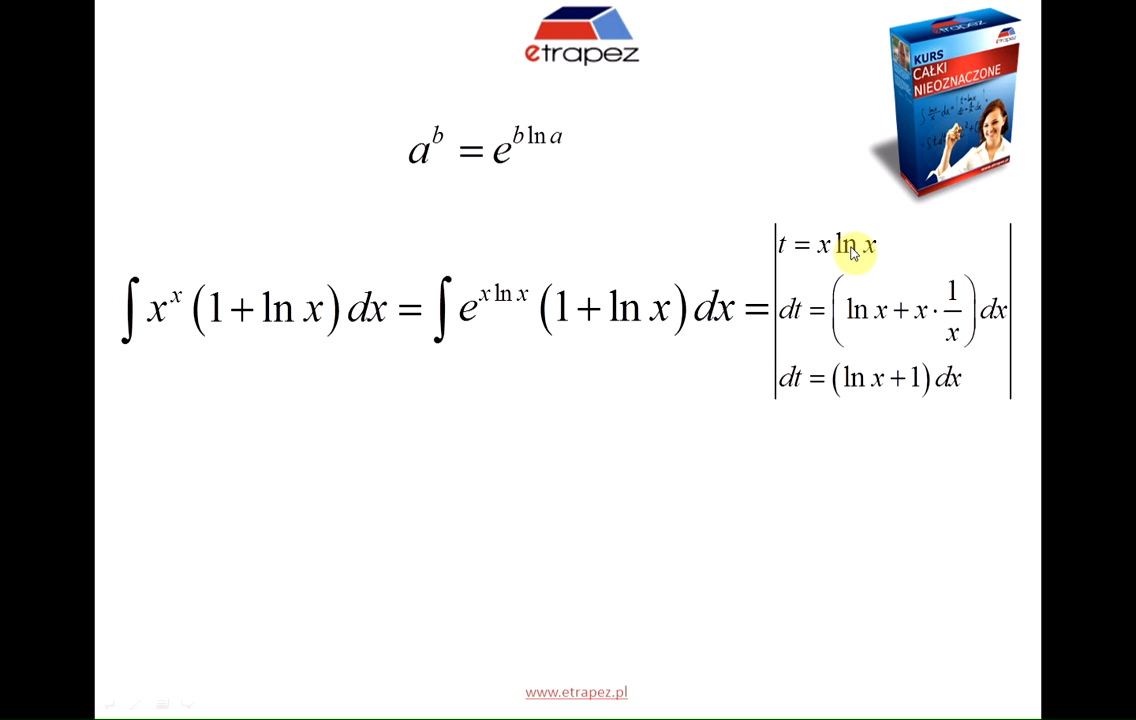 etrapez
KURS
CAŁKI
NIEOZNACZONE
a^b = e^{b ln a}
∫ x^x (1 + ln x) dx = ∫ e^{x ln x} (1 + ln x) dx =
t = x ln x
dt = (ln x + x · 1/x) dx
dt = (ln x + 1) dx
www.etrapez.pl